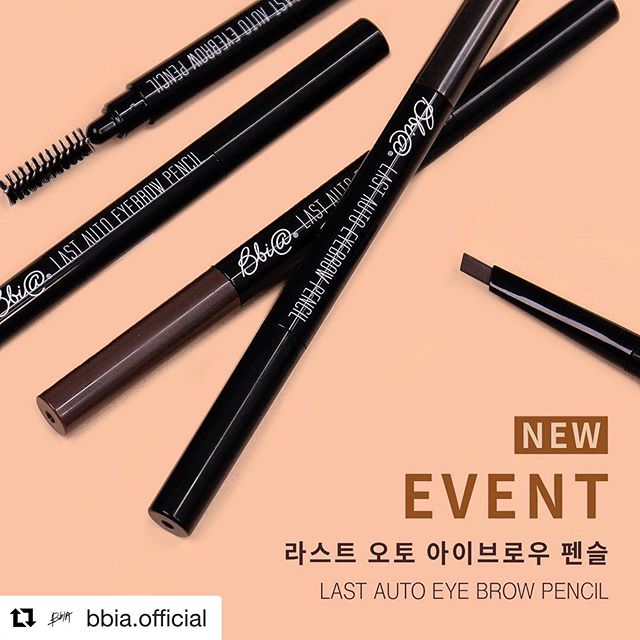 LAST AUTO EYEBROW PENCIL
Bbi@® LAST AUTO EYEBROW PENCIL
Bbi@® LAST AUTO
Bbi@® LAST AUTO EYEBROW PENCIL
NEW
EVENT
라스트 오토 아이브로우 펜슬
LAST AUTO EYE BROW PENCIL
BBIA bbia.official